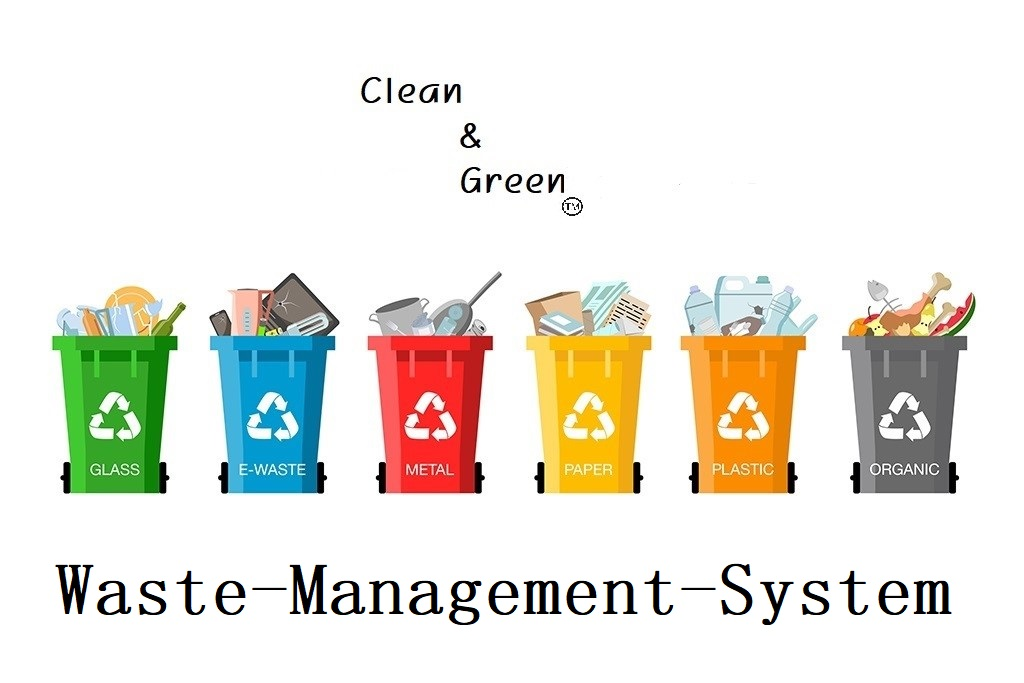 Clean
&
Green
TM
GLASS E-WASTE METAL PAPER PLASTIC ORGANIC
Waste-Management-System